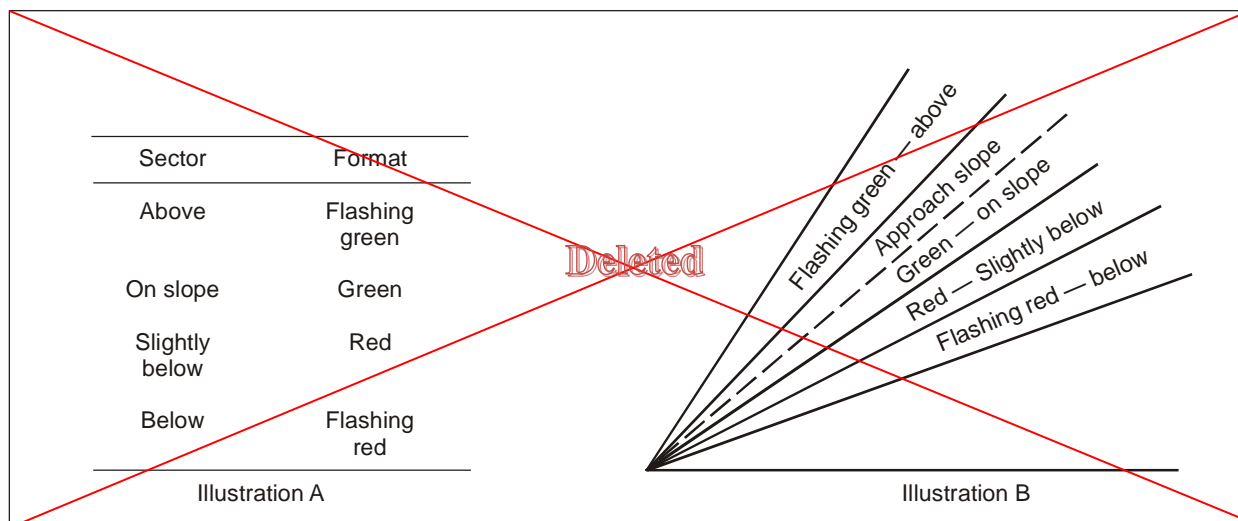 Sector Format
Above Flashing
green
On slope Green
Slightly Red
below
Below Flashing
red
Illustration A
Deleted
Flashing green — above
Approach slope
Green — on slope
Red — Slightly below
Flashing red — below
Illustration B